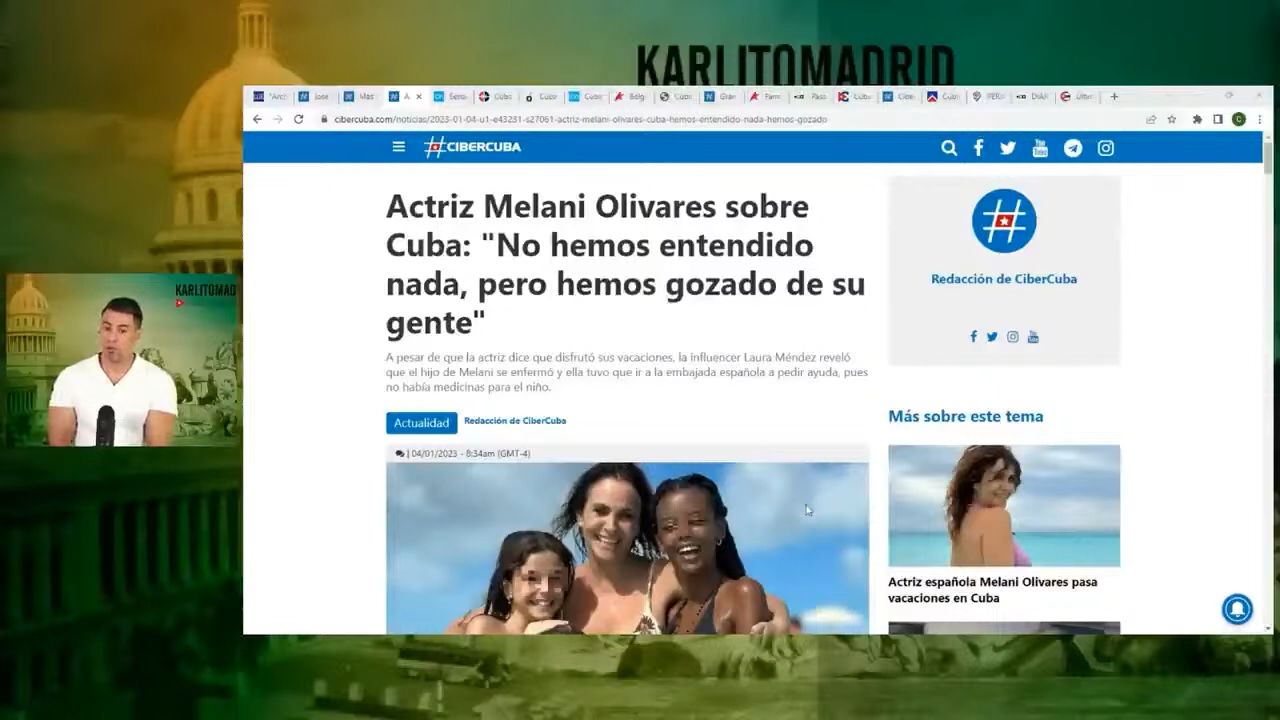 KARLITOMADRID
cibercuba.com/noticias/2023-01-04-u1-e43231-s27061-actriz-melani-olivares-cuba-hemos-entendido-nada-hemos-gozado
CIBERCUBA
Actriz Melani Olivares sobre
Cuba: "No hemos entendido
nada, pero hemos gozado de su
gente"
A pesar de que la actriz dice que disfrutó sus vacaciones, la influencer Laura Méndez reveló
que el hijo de Melani se enfermó y ella tuvo que ir a la embajada española a pedir ayuda, pues
no había medicinas para el niño.
Actualidad
Redacción de CiberCuba
| 04/01/2023 - 8:34am (GMT-4)
Redacción de CiberCuba
Más sobre este tema
Actriz española Melani Olivares pasa
vacaciones en Cuba
KARLITOMAD